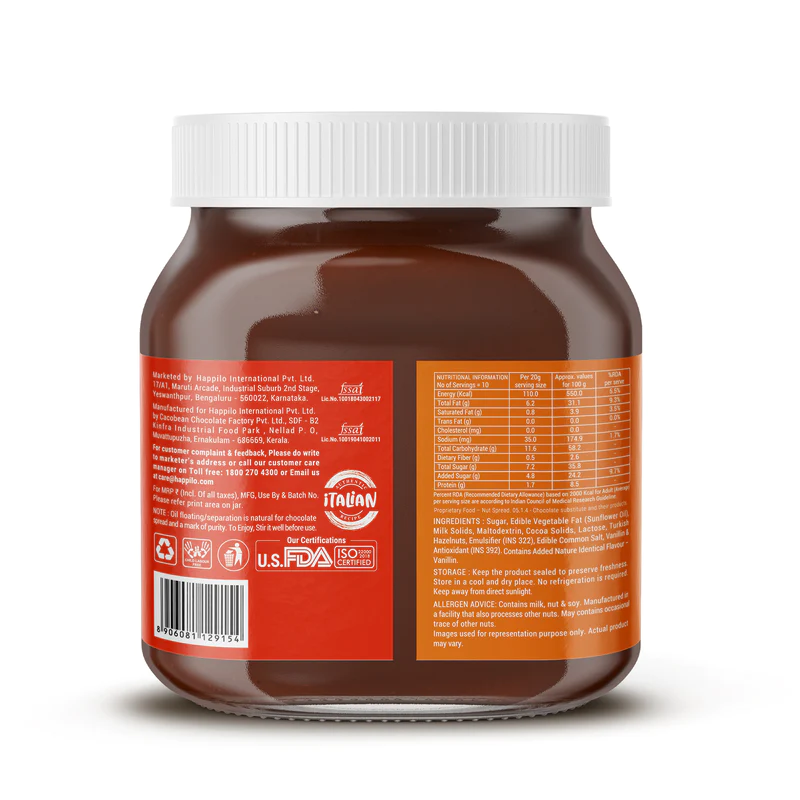 Marketed by Happilo International Pvt. Ltd.
17/A1, Maruti Arcade, Industrial Suburb 2nd Stage,
Yeswanthpur, Bengaluru - 560022, Karnataka.
fssai
Lic.No.10018043002117
Manufactured for Happilo International Pvt. Ltd.
by Cacobean Chocolate Factory Pvt. Ltd., SDF - B2
Kinfra Industrial Food Park, Nellad P. O,
Muvattupuzha, Ernakulam - 686669, Kerala.
fssai
Lic.No.10019041002011
For customer complaint & feedback, Please do write
to marketer's address or call our customer care
manager on Toll free: 1800 270 4300 or Email us
at care@happilo.com
For MRP ₹ (Incl. Of all taxes), MFG, Use By & Batch No.
Please refer print area on jar.
NOTE : Oil floating/separation is natural for chocolate
spread and a mark of purity. To Enjoy, Stir it well before use.
AUTHENTIC
iTALiAN
RECIPE
Our Certifications
CHILD LABOUR
FREE
U.S.FDA
ISO 22000
2018
CERTIFIED
8 906081 129154
NUTRITIONAL INFORMATION Per 20g Approx. values %RDA
No of Servings = 10 serving size for 100 g per serve
Energy (Kcal) 110.0 550.0 5.5%
Total Fat (g) 6.2 31.1 9.3%
Saturated Fat (g) 0.8 3.9 3.5%
Trans Fat (g) 0.0 0.0 0.0%
Cholesterol (mg) 0.0 0.0
Sodium (mg) 35.0 174.9 1.7%
Total Carbohydrate (g) 11.6 58.2
Dietary Fiber (g) 0.5 2.5
Total Sugar (g) 7.2 35.8
Added Sugar (g) 4.8 24.2 9.7%
Protein (g) 1.7 8.5
Percent RDA (Recommended Dietary Allowance) based on 2000 Kcal for Adult (Average)
per serving size are according to Indian Council of Medical Research Guideline.
Proprietary Food – Nut Spread: 05.1.4 - Chocolate substitute and their products
INGREDIENTS : Sugar, Edible Vegetable Fat (Sunflower Oil),
Milk Solids, Maltodextrin, Cocoa Solids, Lactose, Turkish
Hazelnuts, Emulsifier (INS 322), Edible Common Salt, Vanillin &
Antioxidant (INS 392). Contains Added Nature Identical Flavour –
Vanillin.
STORAGE : Keep the product sealed to preserve freshness.
Store in a cool and dry place. No refrigeration is required.
Keep away from direct sunlight.
ALLERGEN ADVICE: Contains milk, nut & soy. Manufactured in
a facility that also processes other nuts. May contains occasional
trace of other nuts.
Images used for representation purpose only. Actual product
may vary.